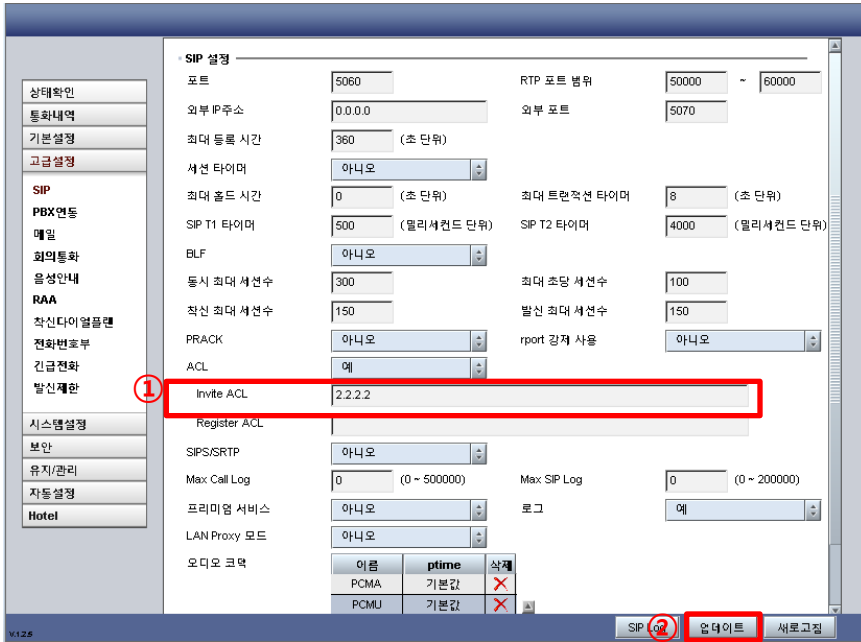 SIP 설정
포트 5060 RTP 포트 범위 50000 ~ 60000
외부 IP주소 0.0.0.0 외부 포트 5070
최대 등록 시간 360 (초 단위)
세션 타이머 아니오
최대 홀드 시간 0 (초 단위) 최대 트랜잭션 타이머 8 (초 단위)
SIP T1 타이머 500 (밀리세컨드 단위) SIP T2 타이머 4000 (밀리세컨드 단위)
BLF 아니오
동시 최대 세션수 300 최대 초당 세션수 100
착신 최대 세션수 150 발신 최대 세션수 150
PRACK 아니오 rport 강제 사용 아니오
ACL 예
① Invite ACL 2.2.2.2
Register ACL
SIPS/SRTP 아니오
Max Call Log 0 (0 ~ 500000) Max SIP Log 0 (0 ~ 200000)
프리미엄 서비스 아니오 로그 예
LAN Proxy 모드 아니오
오디오 코덱 이름 ptime 삭제
PCMA 기본값
PCMU 기본값
상태확인
통화내역
기본설정
고급설정
SIP
PBX연동
메일
회의통화
음성안내
RAA
착신다이얼플랜
전화번호부
긴급전화
발신제한
시스템설정
보안
유지/관리
자동설정
Hotel
V.1.2.9
SIP Log ② 업데이트 새로고침